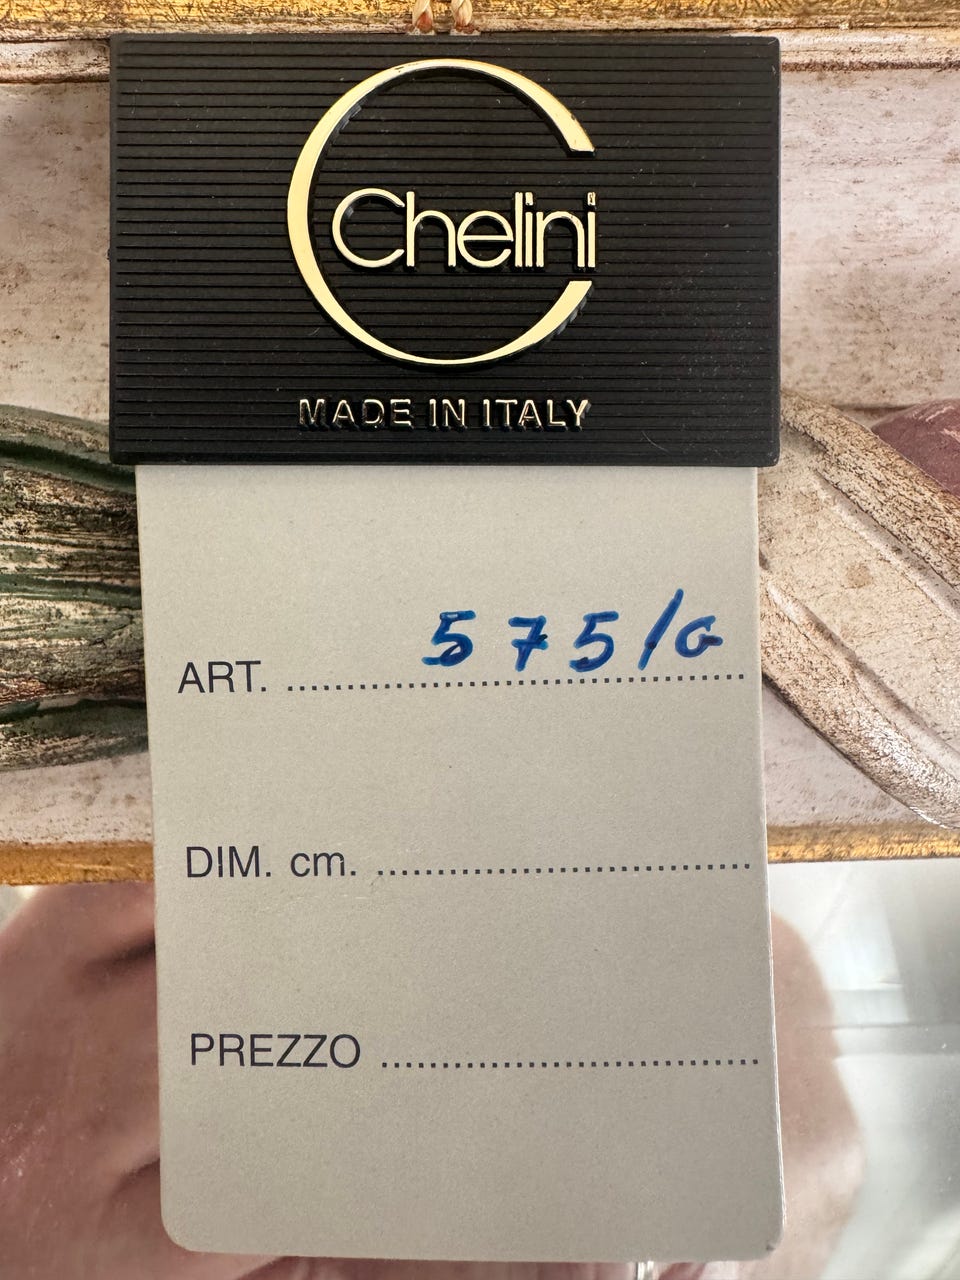 Chelini
MADE IN ITALY
ART. 575/G
DIM. cm.
PREZZO